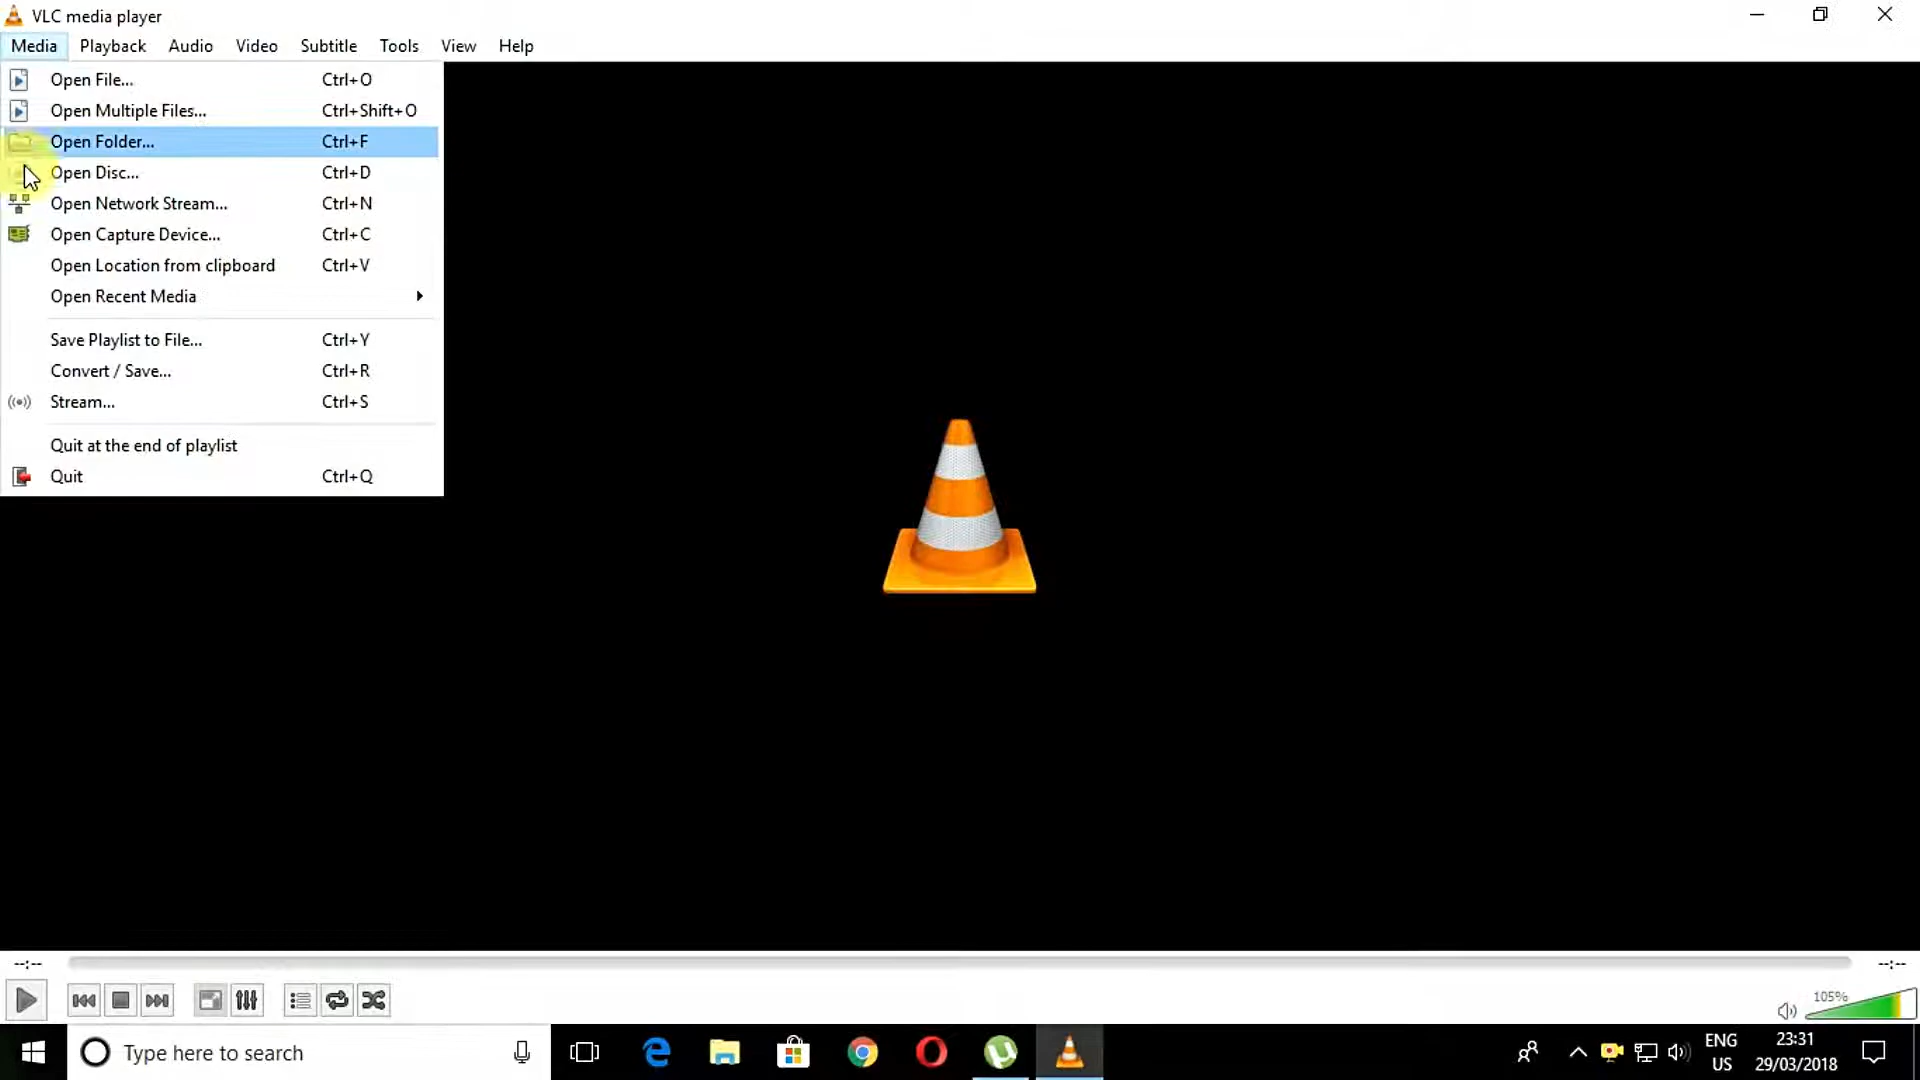 VLC media player
Media Playback Audio Video Subtitle Tools View Help
Open File... Ctrl+O
Open Multiple Files... Ctrl+Shift+O
Open Folder... Ctrl+F
Open Disc... Ctrl+D
Open Network Stream... Ctrl+N
Open Capture Device... Ctrl+C
Open Location from clipboard Ctrl+V
Open Recent Media
Save Playlist to File... Ctrl+Y
Convert / Save... Ctrl+R
Stream... Ctrl+S
Quit at the end of playlist
Quit Ctrl+Q
--:-- --:--
105%
Type here to search
ENG
US
23:31
29/03/2018